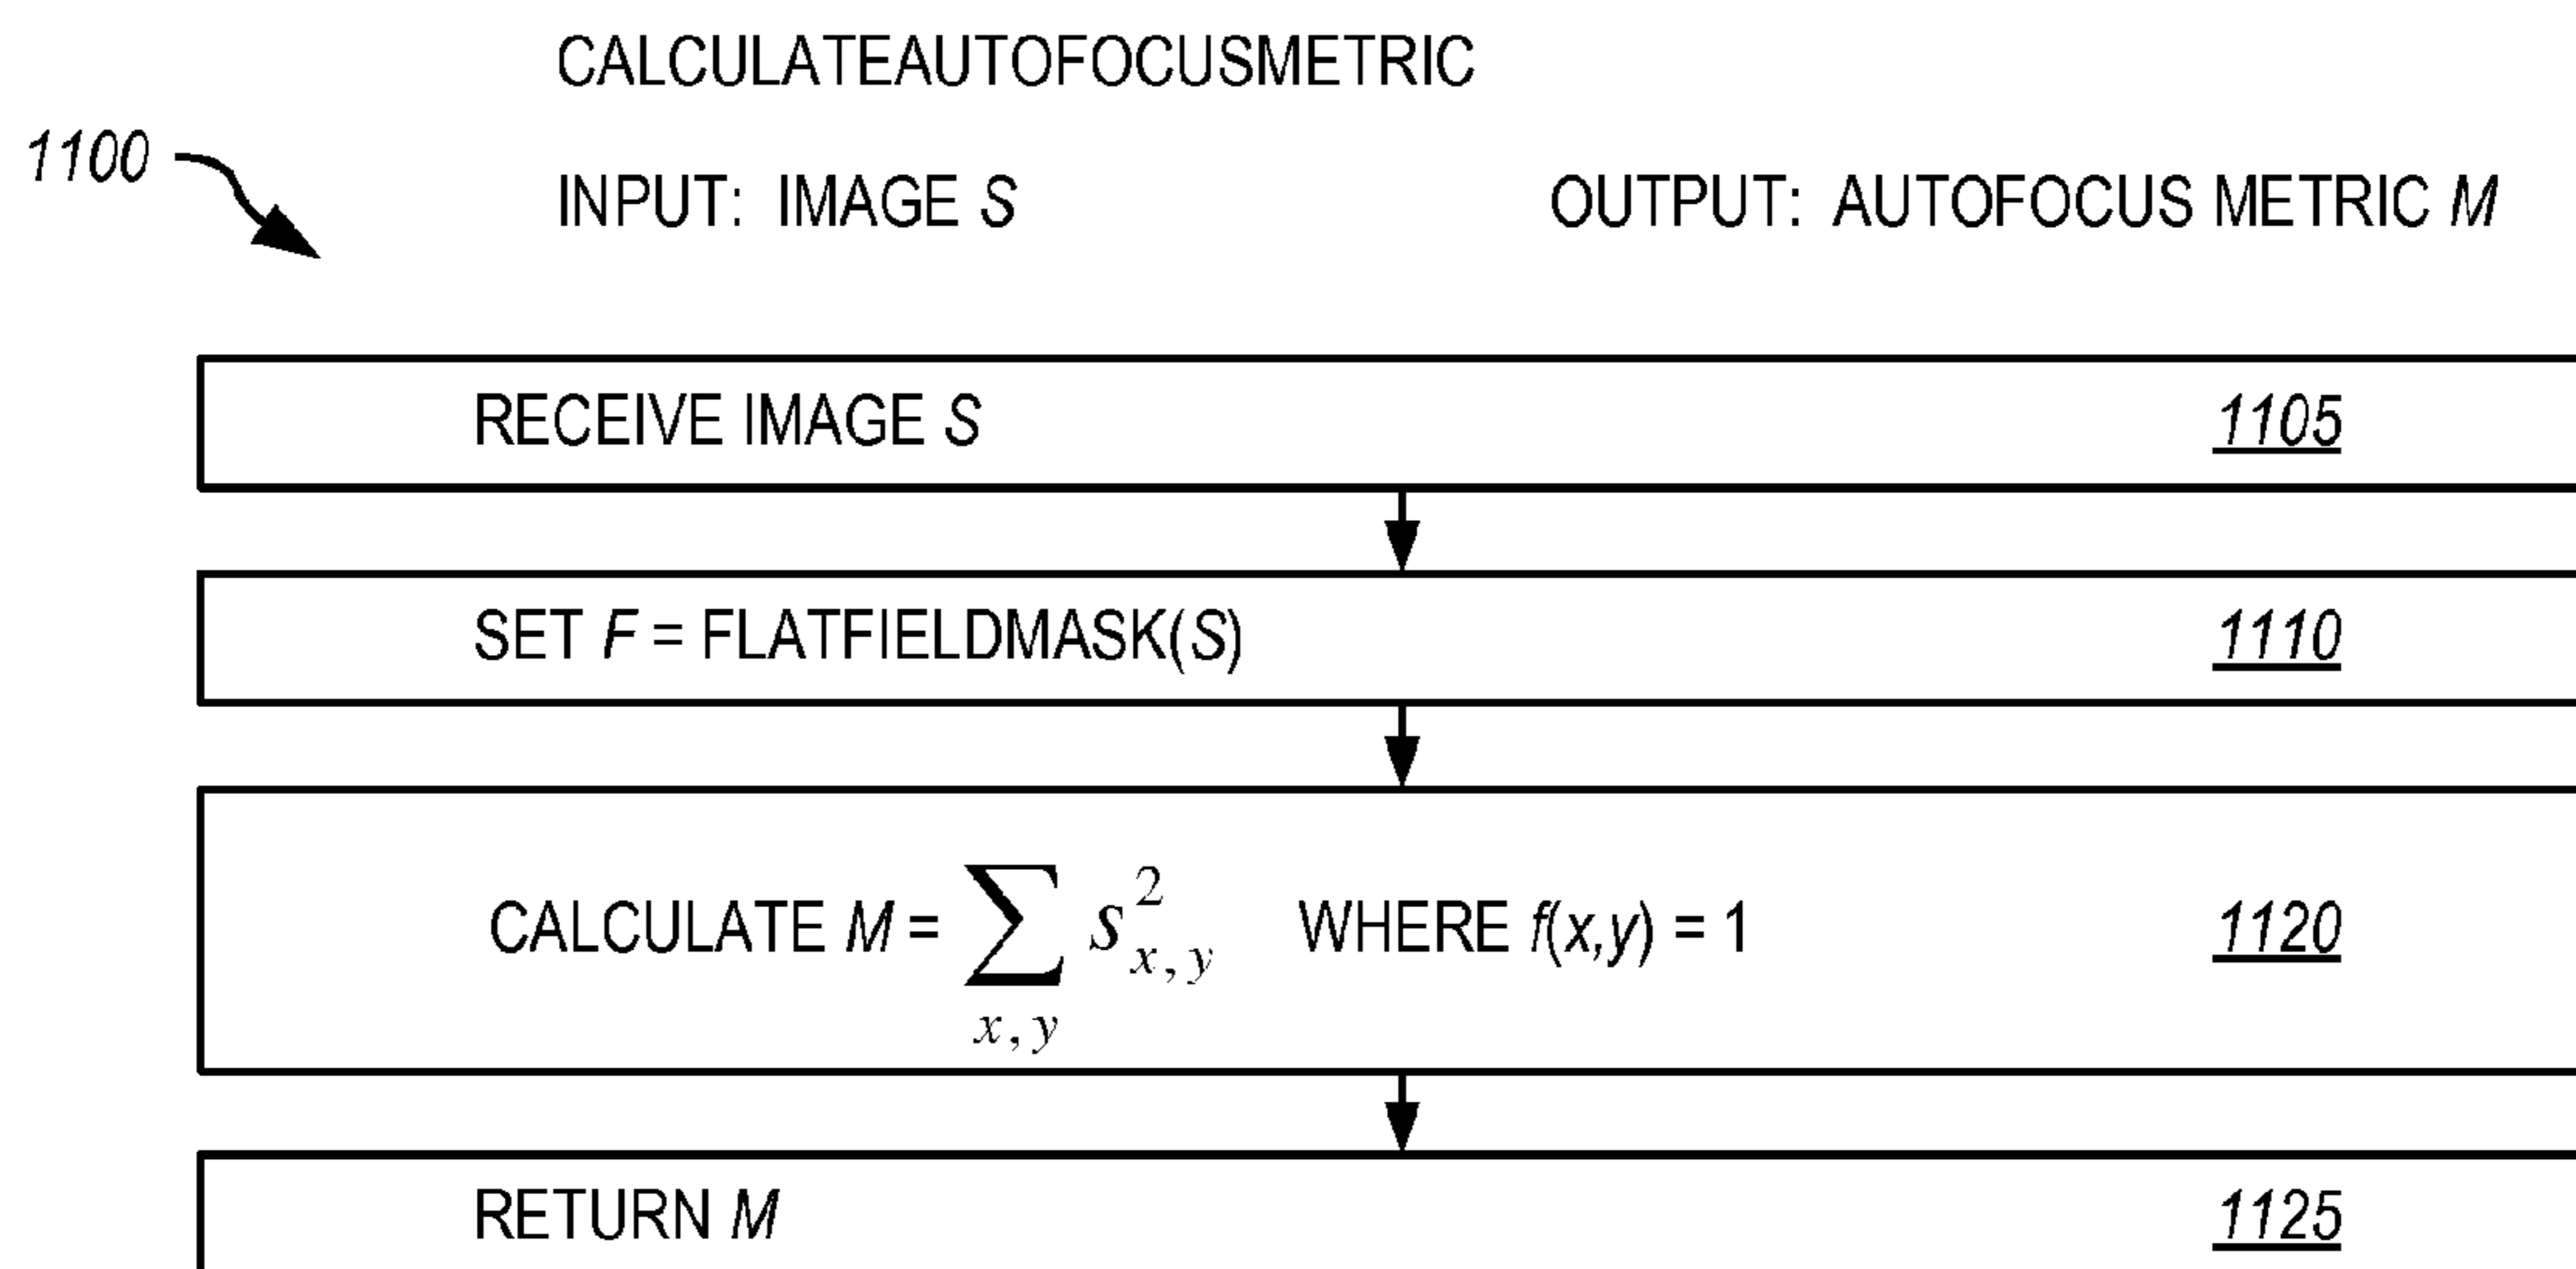 CALCULATEAUTOFOCUSMETRIC
1100
INPUT: IMAGE S OUTPUT: AUTOFOCUS METRIC M
RECEIVE IMAGE S 1105
SET F = FLATFIELDMASK(S) 1110
CALCULATE M = ∑_{x,y} s²_{x,y} WHERE f(x,y) = 1 1120
RETURN M 1125